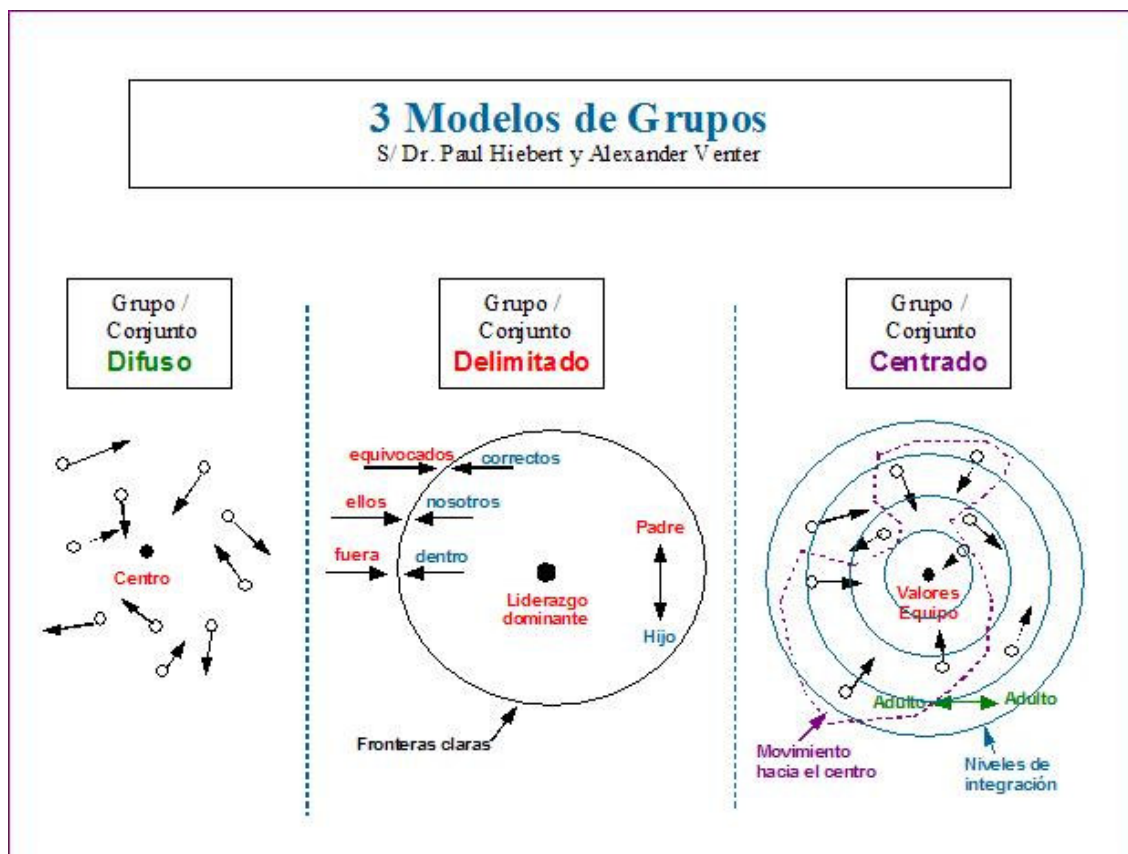 3 Modelos de Grupos
S/ Dr. Paul Hiebert y Alexander Venter
Grupo /
Conjunto
Difuso
Centro
Grupo /
Conjunto
Delimitado
equivocados correctos
ellos nosotros
fuera dentro
Padre
Hijo
Liderazgo
dominante
Fronteras claras
Grupo /
Conjunto
Centrado
Valores
Equipo
Adulto Adulto
Movimiento
hacia el centro
Niveles de
integración